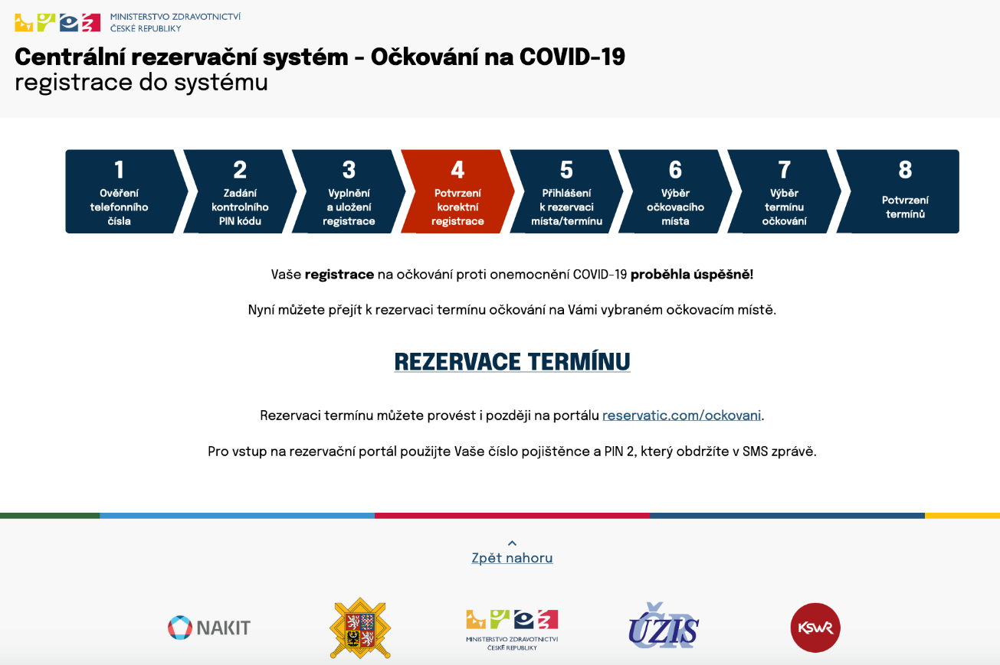 MINISTERSTVO ZDRAVOTNICTVÍ
ČESKÉ REPUBLIKY
Centrální rezervační systém - Očkování na COVID-19
registrace do systému
1
Ověření
telefonního
čísla
2
Zadání
kontrolního
PIN kódu
3
Vyplnění
a uložení
registrace
4
Potvrzení
korektní
registrace
5
Přihlášení
k rezervaci
místa/termínu
6
Výběr
očkovacího
místa
7
Výběr
termínu
očkování
8
Potvrzení
termínů
Vaše registrace na očkování proti onemocnění COVID-19 proběhla úspěšně!
Nyní můžete přejít k rezervaci termínu očkování na Vámi vybraném očkovacím místě.
REZERVACE TERMÍNU
Rezervaci termínu můžete provést i později na portálu reservatic.com/ockovani.
Pro vstup na rezervační portál použijte Vaše číslo pojištěnce a PIN 2, který obdržíte v SMS zprávě.
Zpět nahoru
NAKIT
MINISTERSTVO ZDRAVOTNICTVÍ
ČESKÉ REPUBLIKY
ÚZIS ČR
KSWR